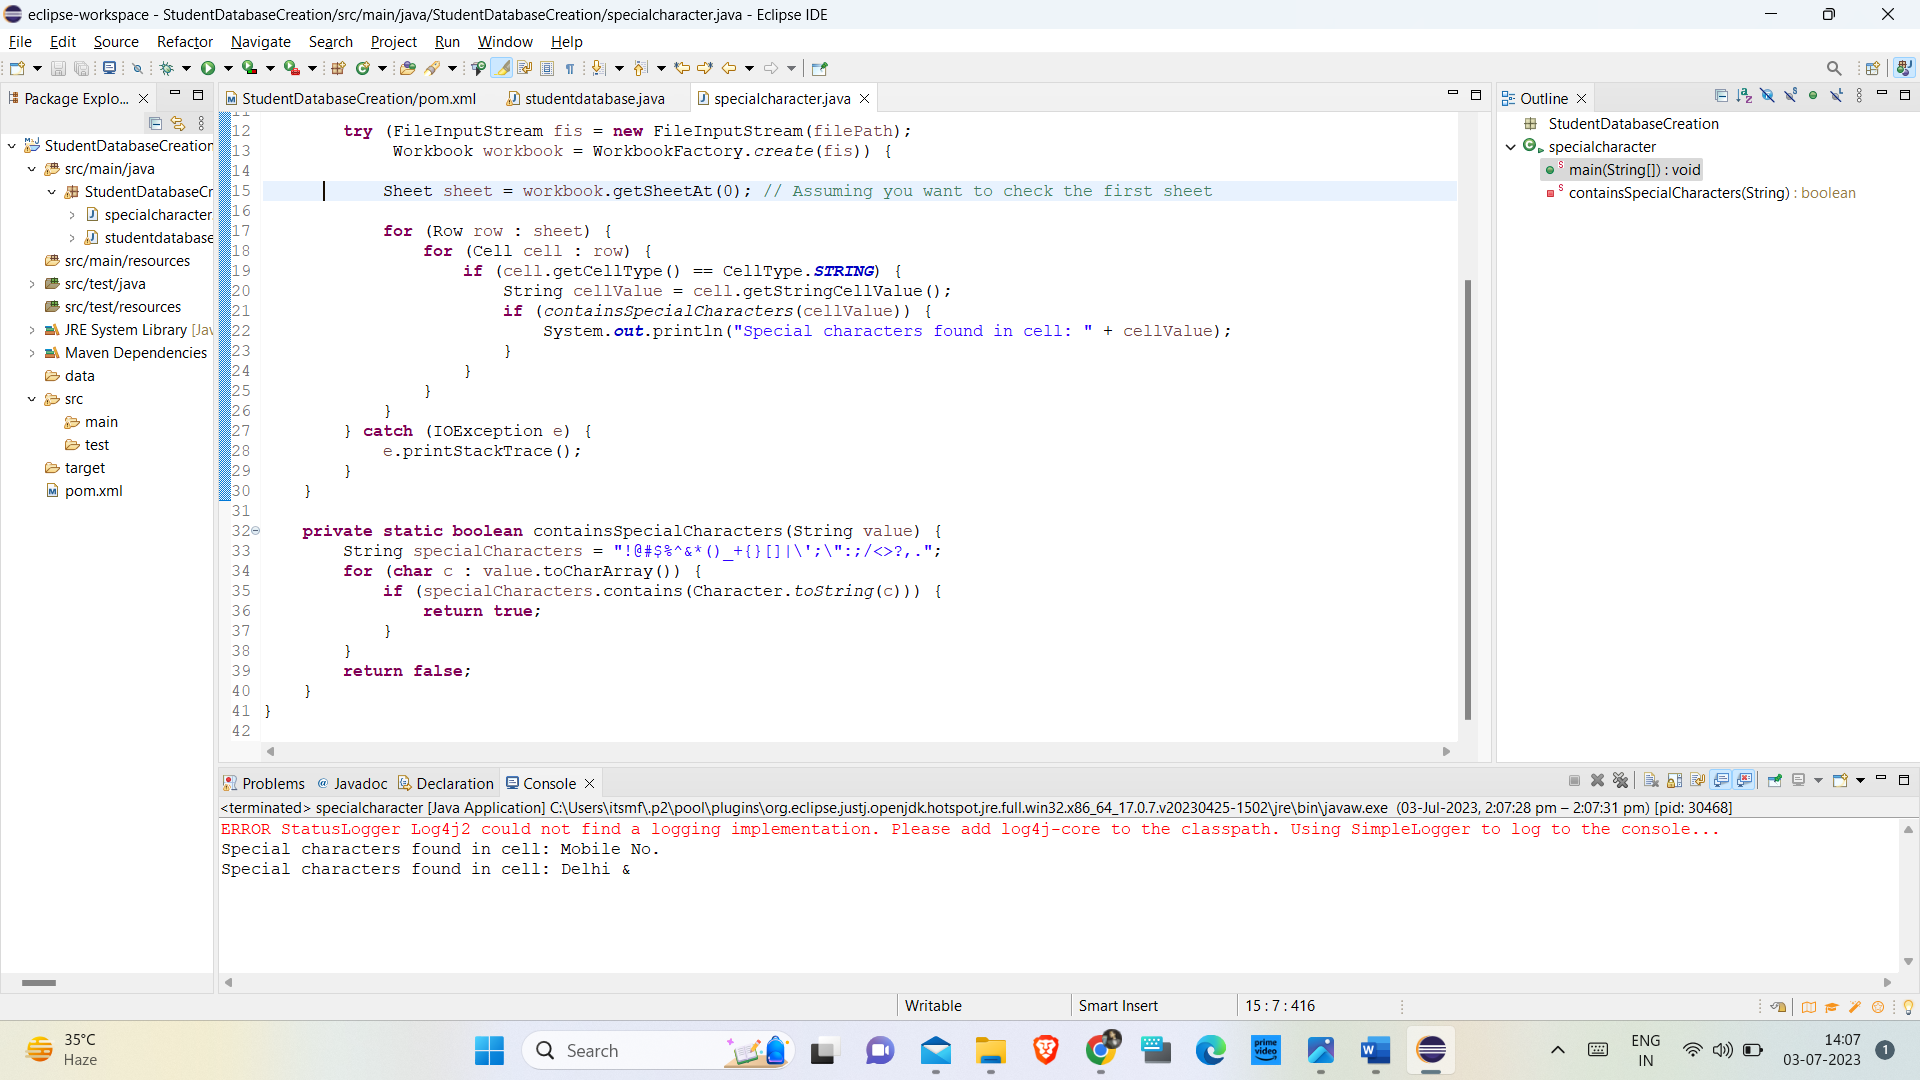 eclipse-workspace - StudentDatabaseCreation/src/main/java/StudentDatabaseCreation/specialcharacter.java - Eclipse IDE
File Edit Source Refactor Navigate Search Project Run Window Help
Package Explo...
StudentDatabaseCreation/pom.xml
studentdatabase.java
specialcharacter.java
Outline
StudentDatabaseCreation
src/main/java
StudentDatabaseCr
specialcharacter
studentdatabase
src/main/resources
src/test/java
src/test/resources
JRE System Library [Jav
Maven Dependencies
data
src
main
test
target
pom.xml
12 try (FileInputStream fis = new FileInputStream(filePath);
13 Workbook workbook = WorkbookFactory.create(fis)) {
14
15 Sheet sheet = workbook.getSheetAt(0); // Assuming you want to check the first sheet
16
17 for (Row row : sheet) {
18 for (Cell cell : row) {
19 if (cell.getCellType() == CellType.STRING) {
20 String cellValue = cell.getStringCellValue();
21 if (containsSpecialCharacters(cellValue)) {
22 System.out.println("Special characters found in cell: " + cellValue);
23 }
24 }
25 }
26 }
27 } catch (IOException e) {
28 e.printStackTrace();
29 }
30 }
31
32 private static boolean containsSpecialCharacters(String value) {
33 String specialCharacters = "!@#$%^&*()_+{}[]|\';\":;/<>?,.";
34 for (char c : value.toCharArray()) {
35 if (specialCharacters.contains(Character.toString(c))) {
36 return true;
37 }
38 }
39 return false;
40 }
41 }
42
StudentDatabaseCreation
specialcharacter
main(String[]) : void
containsSpecialCharacters(String) : boolean
Problems @ Javadoc Declaration Console
<terminated> specialcharacter [Java Application] C:\Users\itsmf\.p2\pool\plugins\org.eclipse.justj.openjdk.hotspot.jre.full.win32.x86_64_17.0.7.v20230425-1502\jre\bin\javaw.exe (03-Jul-2023, 2:07:28 pm – 2:07:31 pm) [pid: 30468]
ERROR StatusLogger Log4j2 could not find a logging implementation. Please add log4j-core to the classpath. Using SimpleLogger to log to the console...
Special characters found in cell: Mobile No.
Special characters found in cell: Delhi &
Writable
Smart Insert
15 : 7 : 416
35°C
Haze
Search
prime video
ENG
IN
14:07
03-07-2023
1